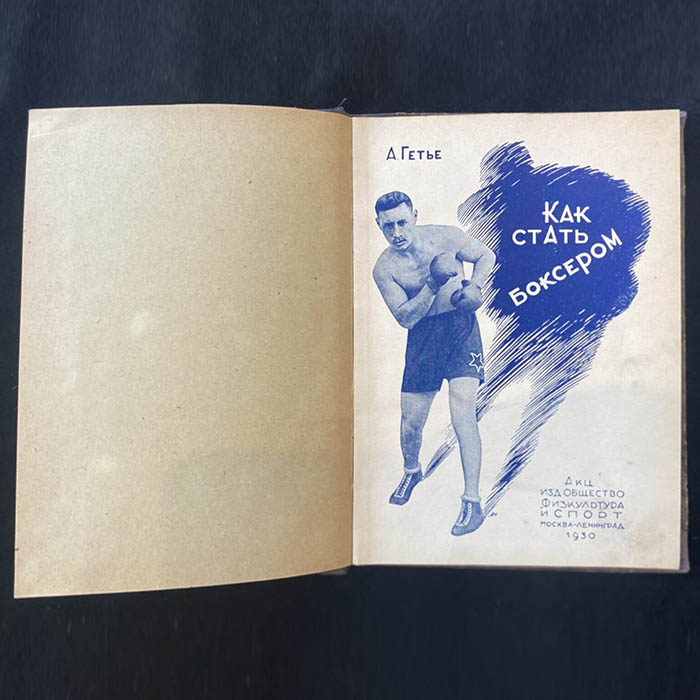 А. Гетье
Как
стать
боксером
Акц
изд общество
физкультура
и спорт
москва-ленинград
1930